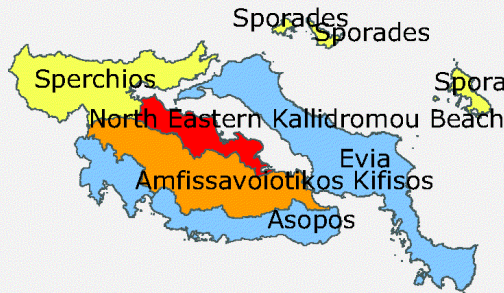 Sporades
Sporades
Sperchios
Spora
North Eastern Kallidromou Beach
Evia
Amfissavoiotikos Kifisos
Asopos